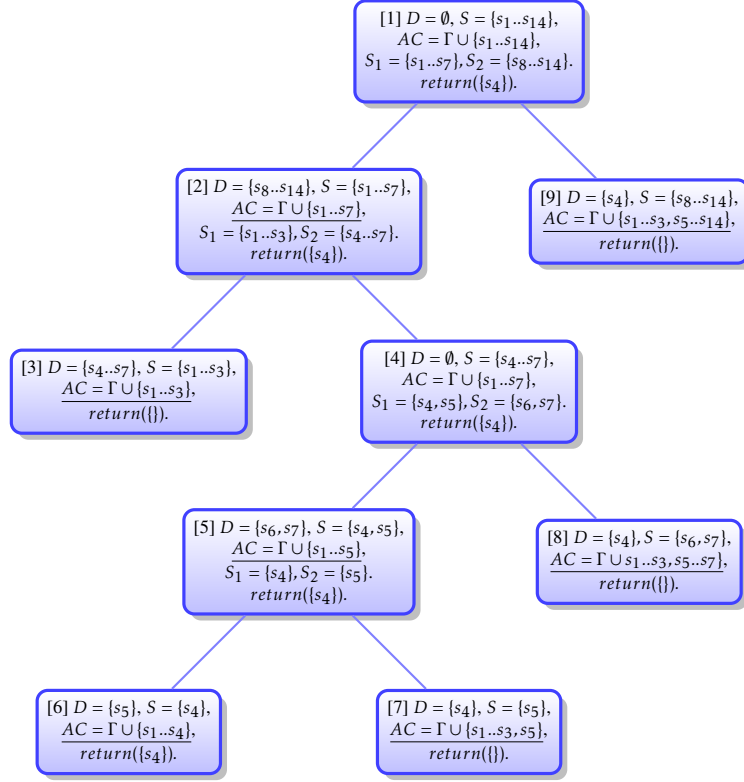 [1] D = ∅, S = {s₁..s₁₄},
AC = Γ ∪ {s₁..s₁₄},
S₁ = {s₁..s₇}, S₂ = {s₈..s₁₄}.
return({s₄}).
[2] D = {s₈..s₁₄}, S = {s₁..s₇},
AC = Γ ∪ {s₁..s₇},
S₁ = {s₁..s₃}, S₂ = {s₄..s₇}.
return({s₄}).
[9] D = {s₄}, S = {s₈..s₁₄},
AC = Γ ∪ {s₁..s₃, s₅..s₁₄},
return({}).
[3] D = {s₄..s₇}, S = {s₁..s₃},
AC = Γ ∪ {s₁..s₃},
return({}).
[4] D = ∅, S = {s₄..s₇},
AC = Γ ∪ {s₁..s₇},
S₁ = {s₄, s₅}, S₂ = {s₆, s₇}.
return({s₄}).
[5] D = {s₆, s₇}, S = {s₄, s₅},
AC = Γ ∪ {s₁..s₅},
S₁ = {s₄}, S₂ = {s₅}.
return({s₄}).
[8] D = {s₄}, S = {s₆, s₇},
AC = Γ ∪ s₁..s₃, s₅..s₇},
return({}).
[6] D = {s₅}, S = {s₄},
AC = Γ ∪ {s₁..s₄},
return({s₄}).
[7] D = {s₄}, S = {s₅},
AC = Γ ∪ {s₁..s₃, s₅},
return({}).